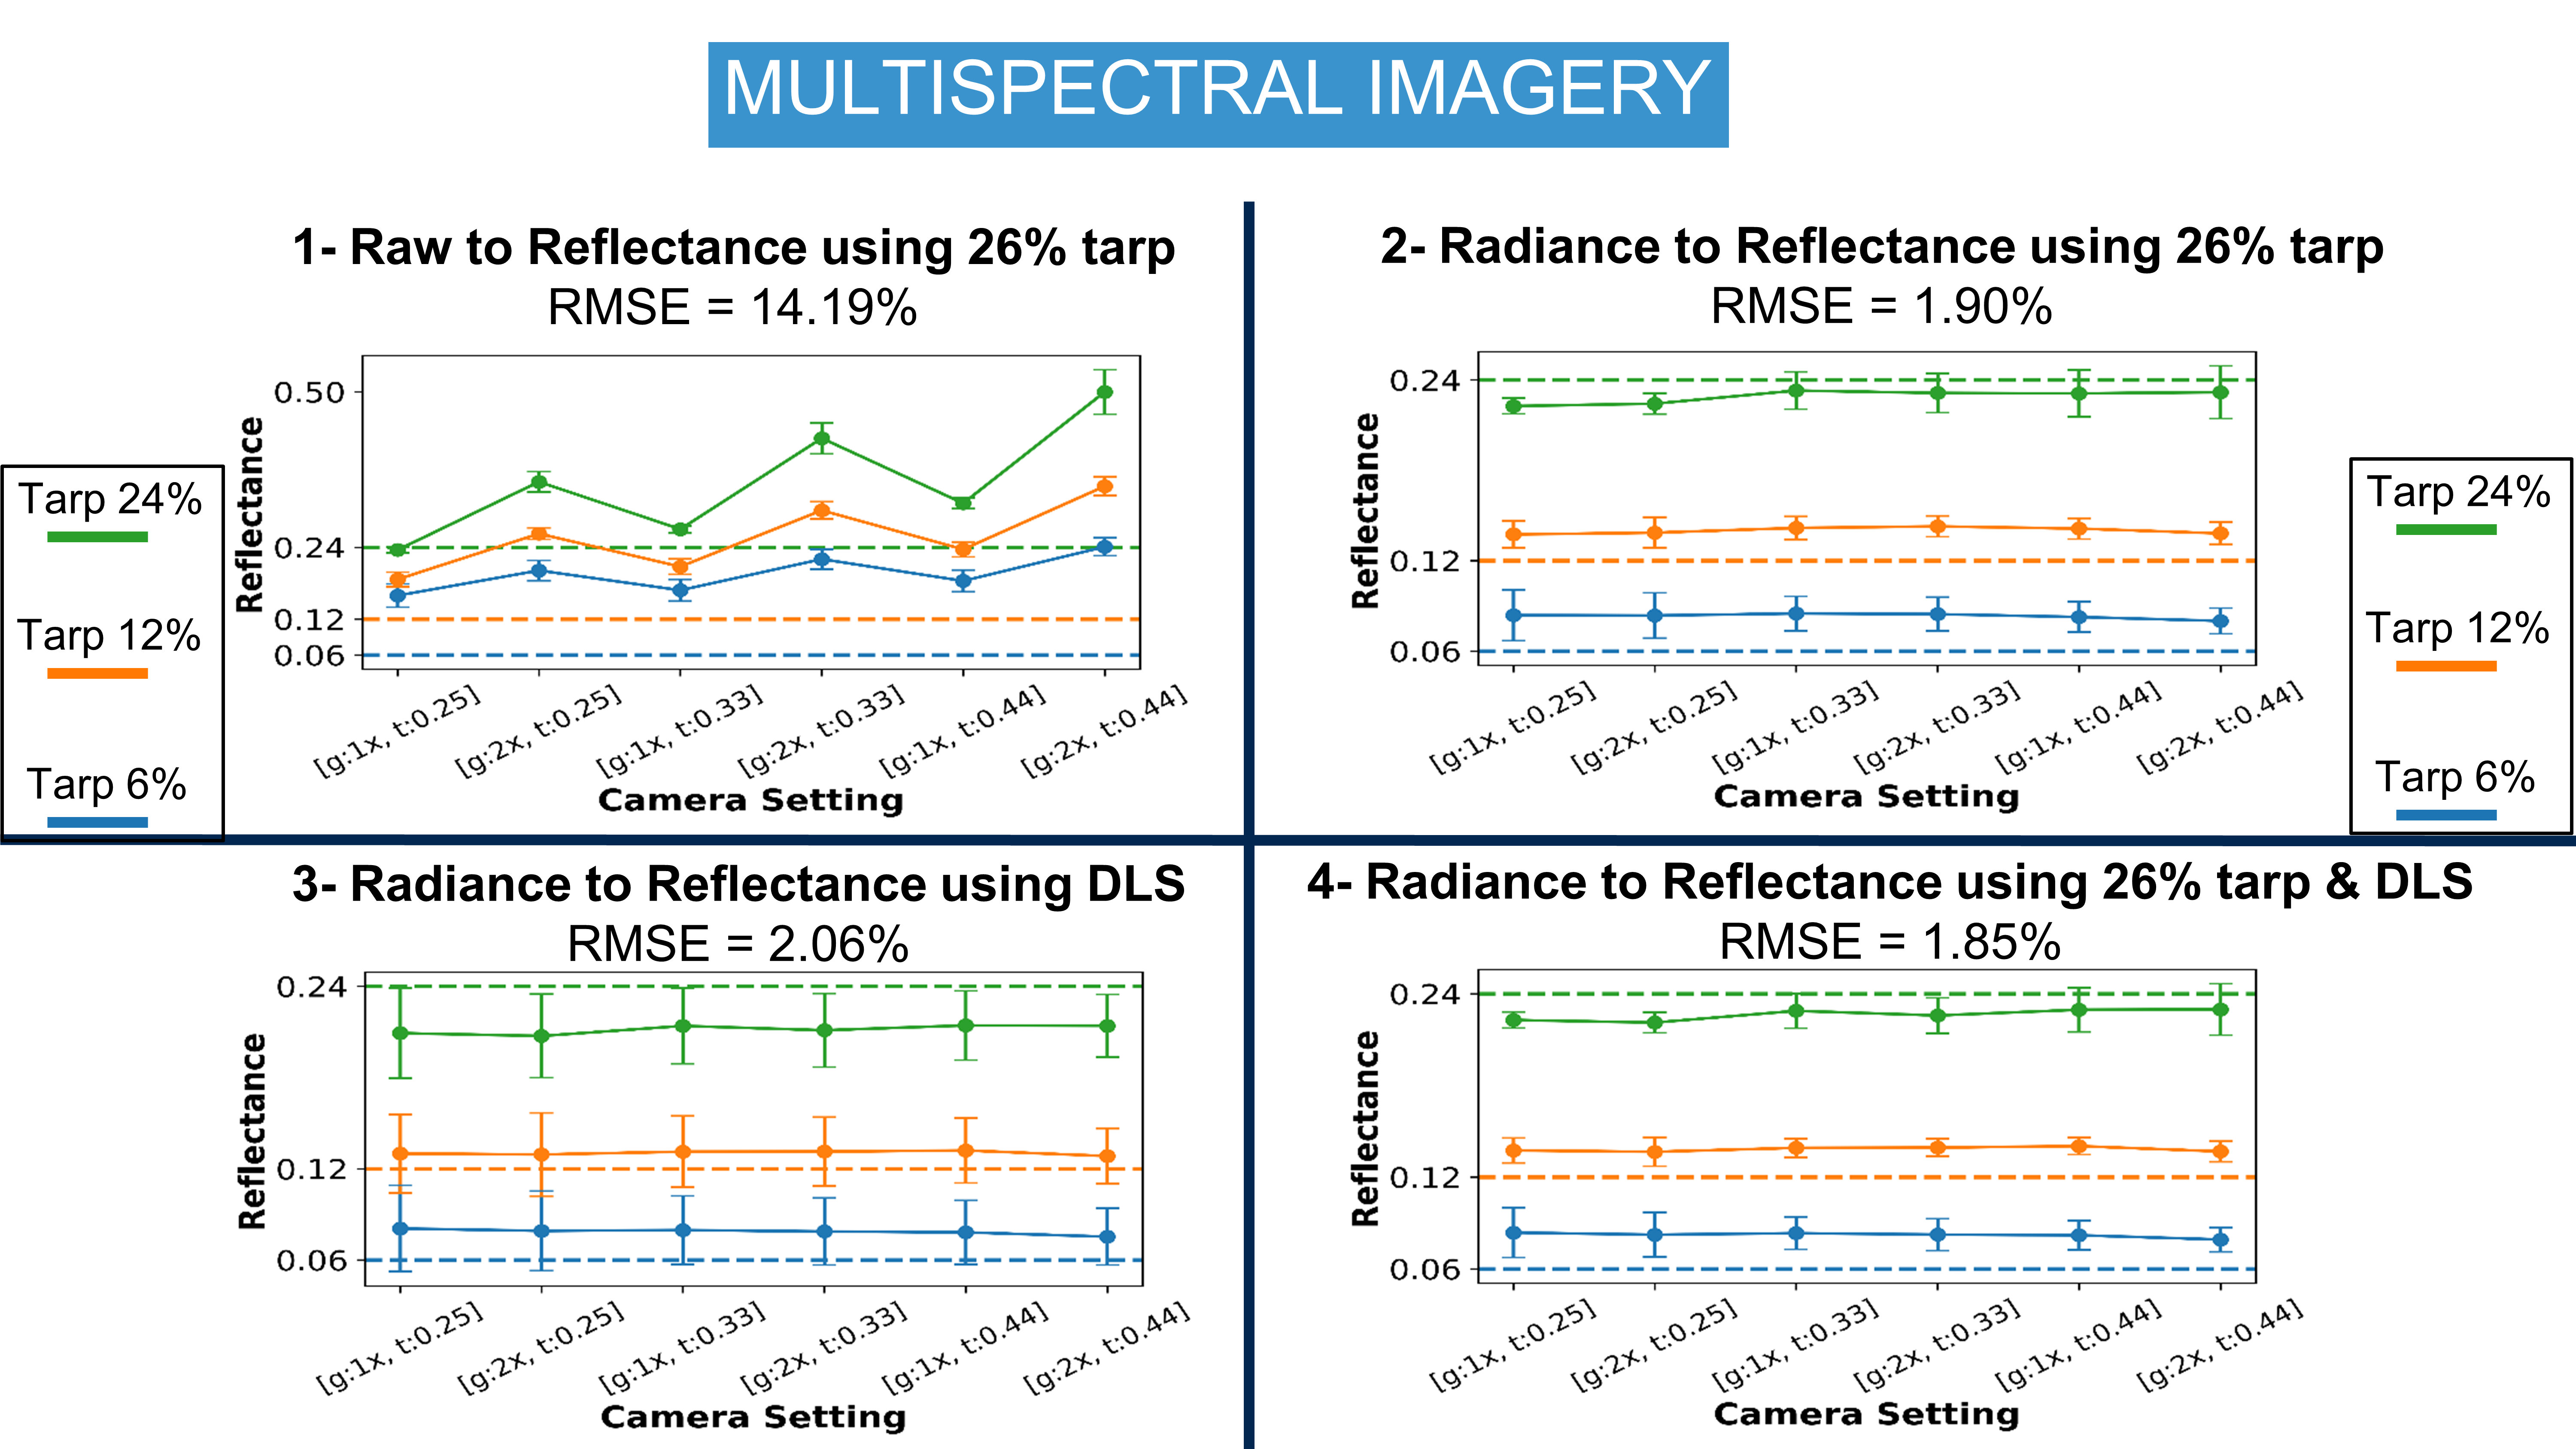 MULTISPECTRAL IMAGERY
1- Raw to Reflectance using 26% tarp
RMSE = 14.19%
0.50
0.24
0.12
0.06
Reflectance
[g:1x, t:0.25]
[g:2x, t:0.25]
[g:1x, t:0.33]
[g:2x, t:0.33]
[g:1x, t:0.44]
[g:2x, t:0.44]
Camera Setting
Tarp 24%
Tarp 12%
Tarp 6%
2- Radiance to Reflectance using 26% tarp
RMSE = 1.90%
0.24
0.12
0.06
Reflectance
[g:1x, t:0.25]
[g:2x, t:0.25]
[g:1x, t:0.33]
[g:2x, t:0.33]
[g:1x, t:0.44]
[g:2x, t:0.44]
Camera Setting
Tarp 24%
Tarp 12%
Tarp 6%
3- Radiance to Reflectance using DLS
RMSE = 2.06%
0.24
0.12
0.06
Reflectance
[g:1x, t:0.25]
[g:2x, t:0.25]
[g:1x, t:0.33]
[g:2x, t:0.33]
[g:1x, t:0.44]
[g:2x, t:0.44]
Camera Setting
4- Radiance to Reflectance using 26% tarp & DLS
RMSE = 1.85%
0.24
0.12
0.06
Reflectance
[g:1x, t:0.25]
[g:2x, t:0.25]
[g:1x, t:0.33]
[g:2x, t:0.33]
[g:1x, t:0.44]
[g:2x, t:0.44]
Camera Setting